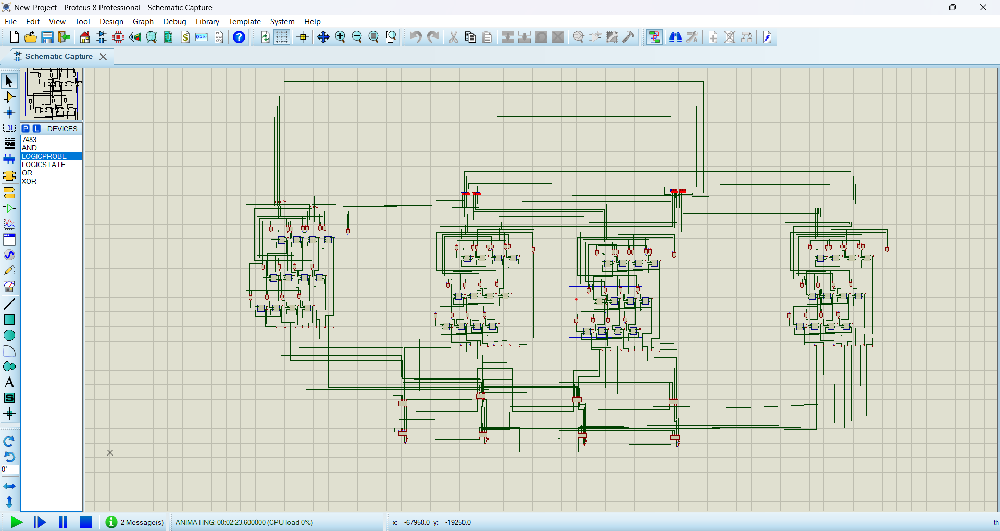 New_Project - Proteus 8 Professional - Schematic Capture
File Edit View Tool Design Graph Debug Library Template System Help
Schematic Capture
P L DEVICES
7483
AND
LOGICPROBE
LOGICSTATE
OR
XOR
LBL
A
S
0°
2 Message(s)
ANIMATING: 00:02:23.600000 (CPU load 0%)
x: -67950.0 y: -19250.0
th